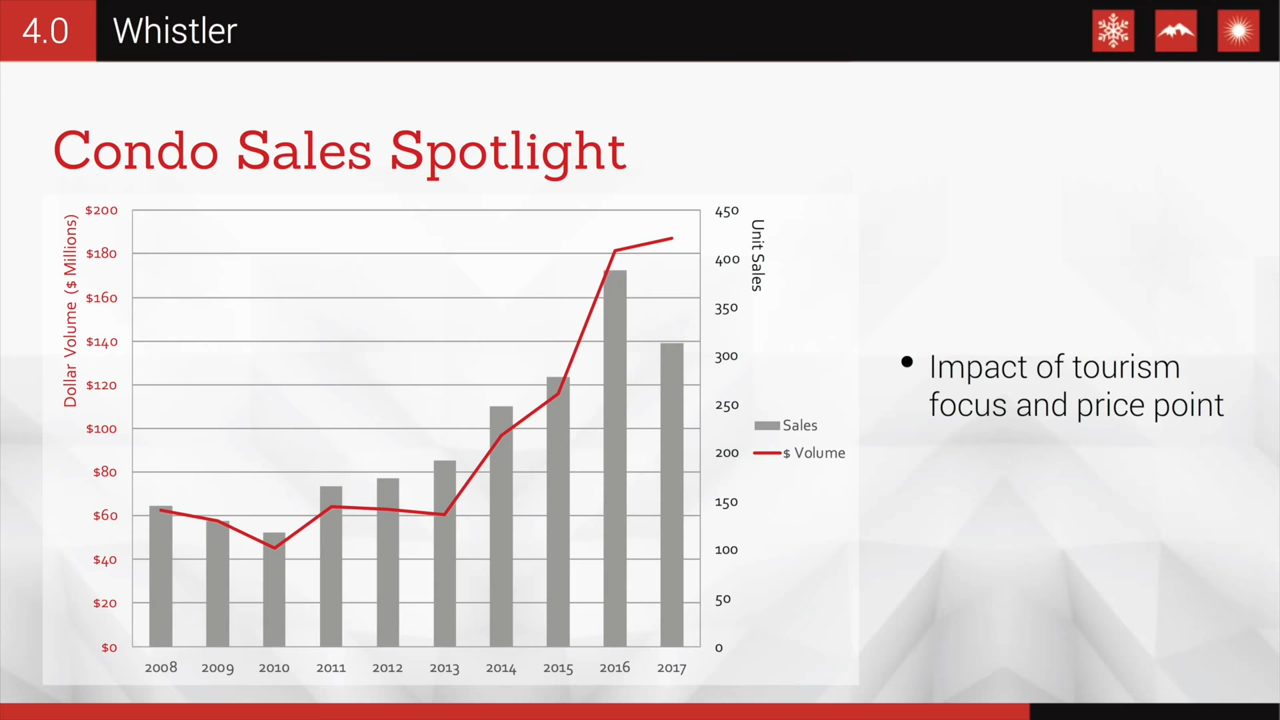 4.0 Whistler
Condo Sales Spotlight
Dollar Volume ($ Millions)
$200
$180
$160
$140
$120
$100
$80
$60
$40
$20
$0
2008 2009 2010 2011 2012 2013 2014 2015 2016 2017
450
400
350
300
250
200
150
100
50
0
Unit Sales
Sales
$ Volume
• Impact of tourism
focus and price point